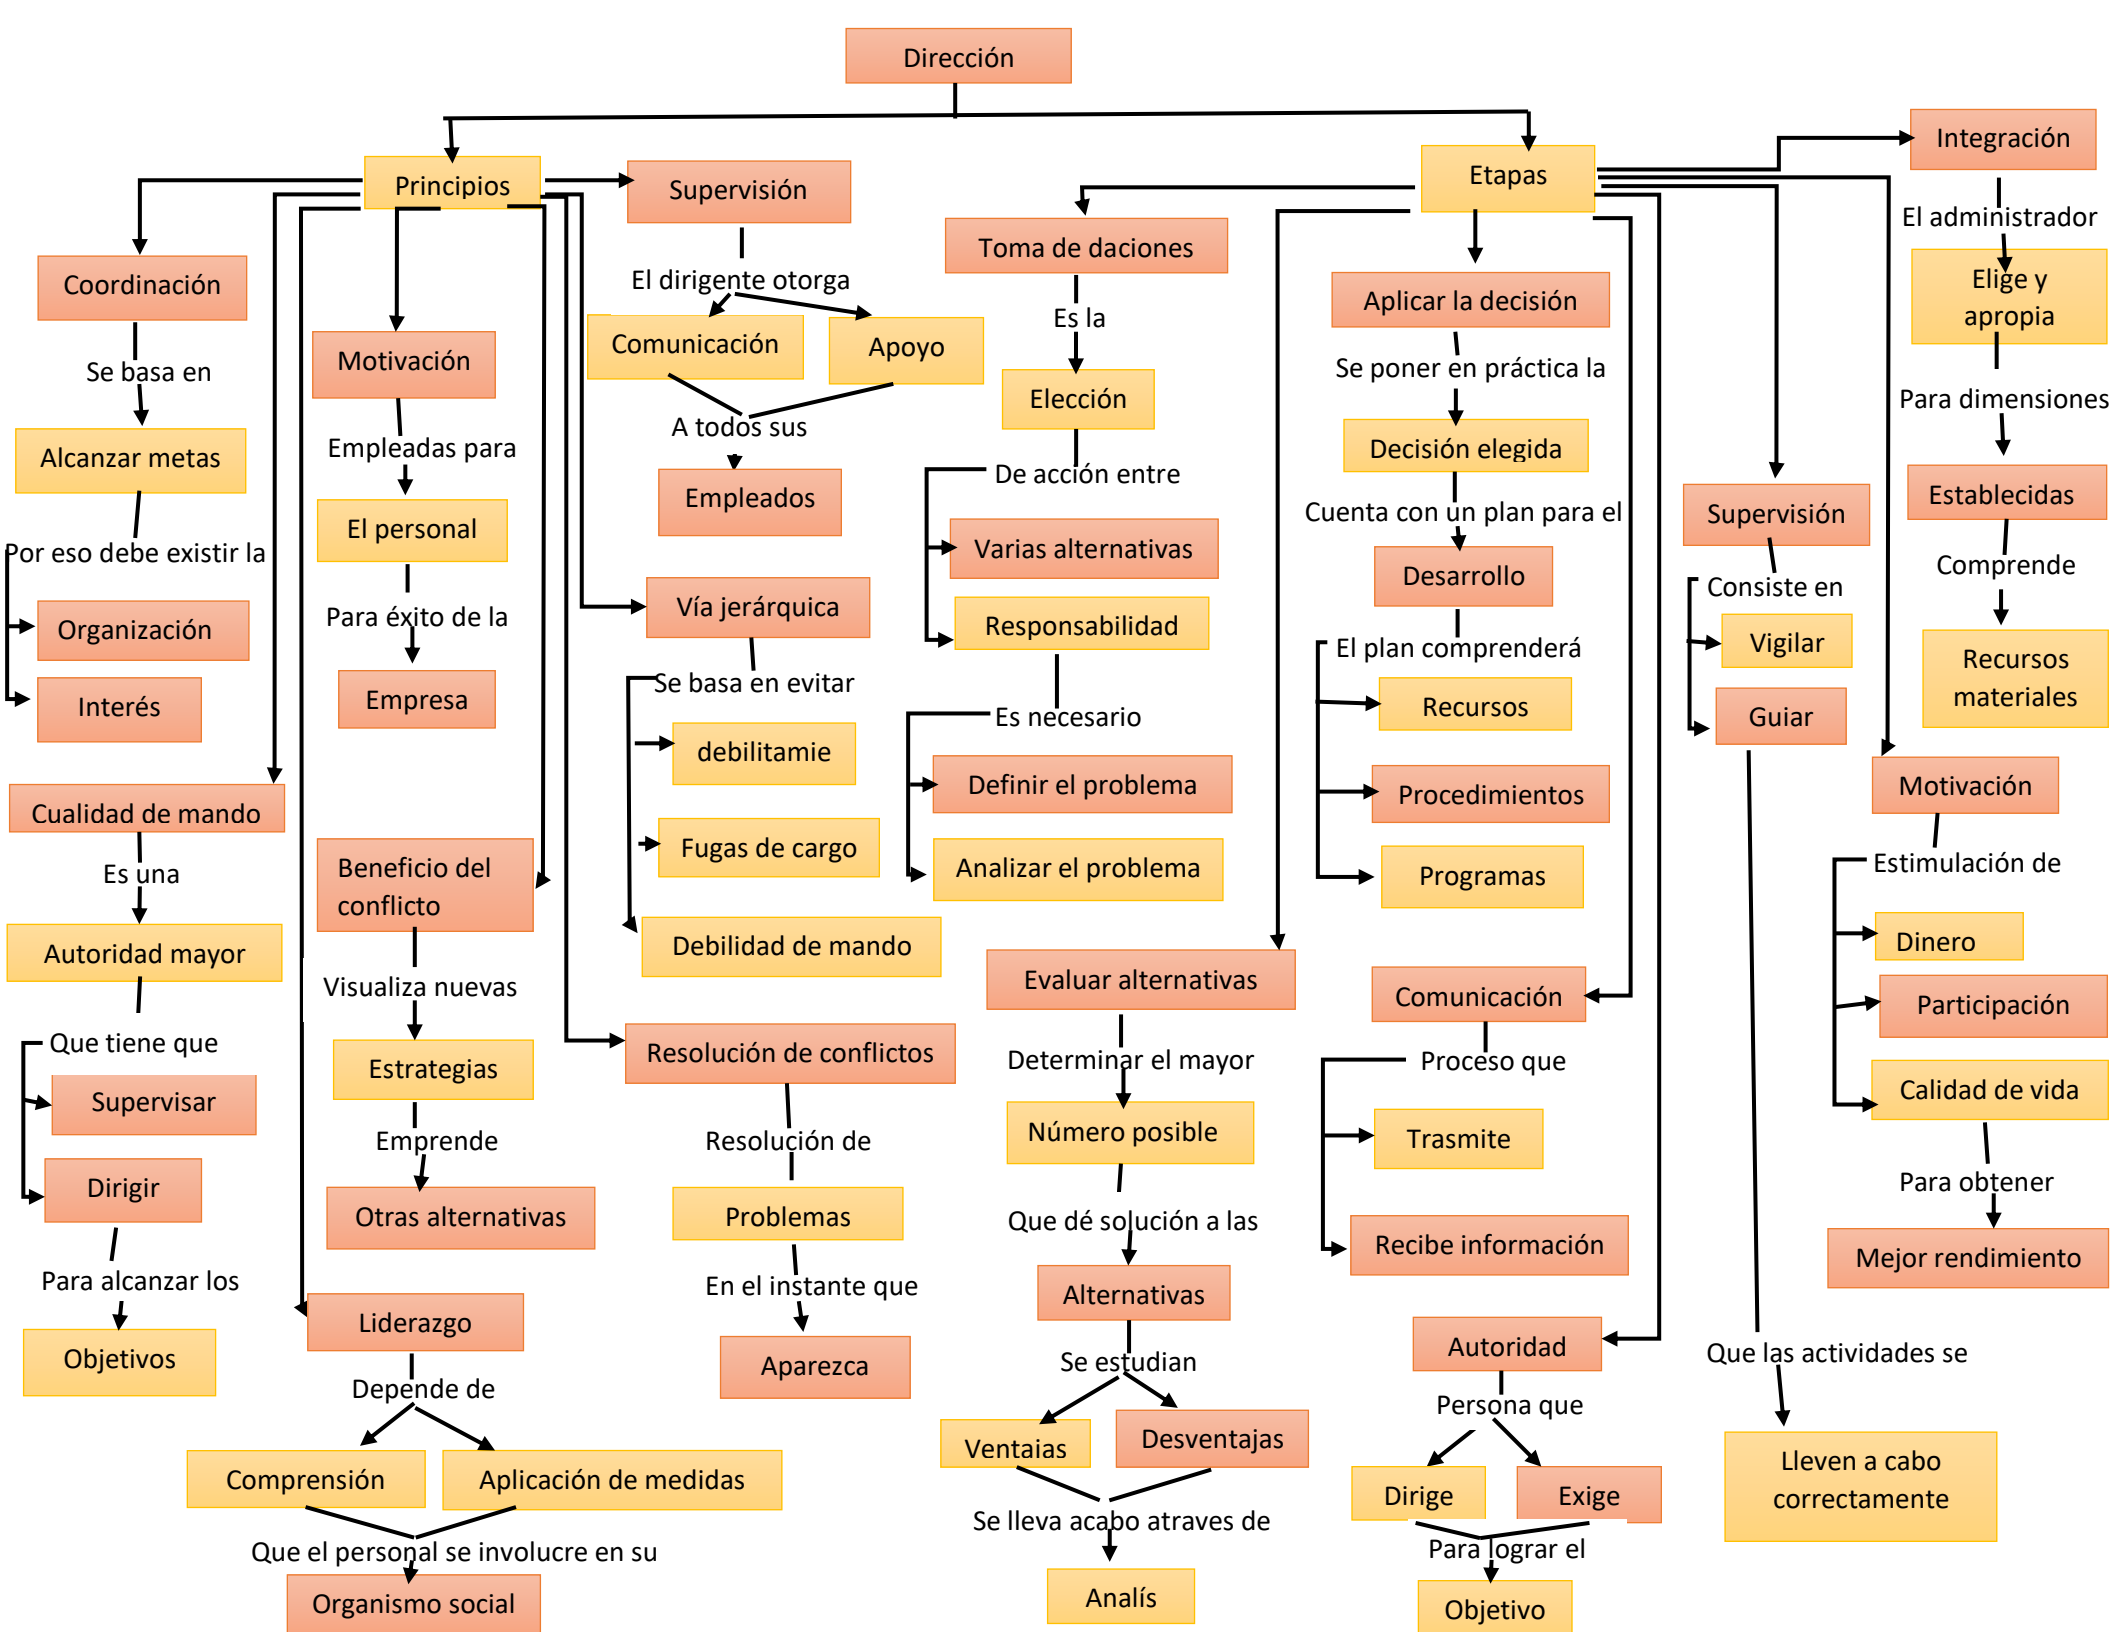 Dirección
Principios
Etapas
Coordinación
Se basa en
Alcanzar metas
Por eso debe existir la
Organización
Interés
Cualidad de mando
Es una
Autoridad mayor
Que tiene que
Supervisar
Dirigir
Para alcanzar los
Objetivos
Motivación
Empleadas para
El personal
Para éxito de la
Empresa
Beneficio del
conflicto
Visualiza nuevas
Estrategias
Emprende
Otras alternativas
Liderazgo
Depende de
Comprensión
Aplicación de medidas
Que el personal se involucre en su
Organismo social
Supervisión
El dirigente otorga
Comunicación
Apoyo
A todos sus
Empleados
Vía jerárquica
Se basa en evitar
debilitamie
Fugas de cargo
Debilidad de mando
Resolución de conflictos
Resolución de
Problemas
En el instante que
Aparezca
Toma de daciones
Es la
Elección
De acción entre
Varias alternativas
Responsabilidad
Es necesario
Definir el problema
Analizar el problema
Evaluar alternativas
Determinar el mayor
Número posible
Que dé solución a las
Alternativas
Se estudian
Ventajas
Desventajas
Se lleva acabo atraves de
Analís
Aplicar la decisión
Se poner en práctica la
Decisión elegida
Cuenta con un plan para el
Desarrollo
El plan comprenderá
Recursos
Procedimientos
Programas
Comunicación
Proceso que
Trasmite
Recibe información
Autoridad
Persona que
Dirige
Exige
Para lograr el
Objetivo
Supervisión
Consiste en
Vigilar
Guiar
Que las actividades se
Lleven a cabo
correctamente
Integración
El administrador
Elige y
apropia
Para dimensiones
Establecidas
Comprende
Recursos
materiales
Motivación
Estimulación de
Dinero
Participación
Calidad de vida
Para obtener
Mejor rendimiento